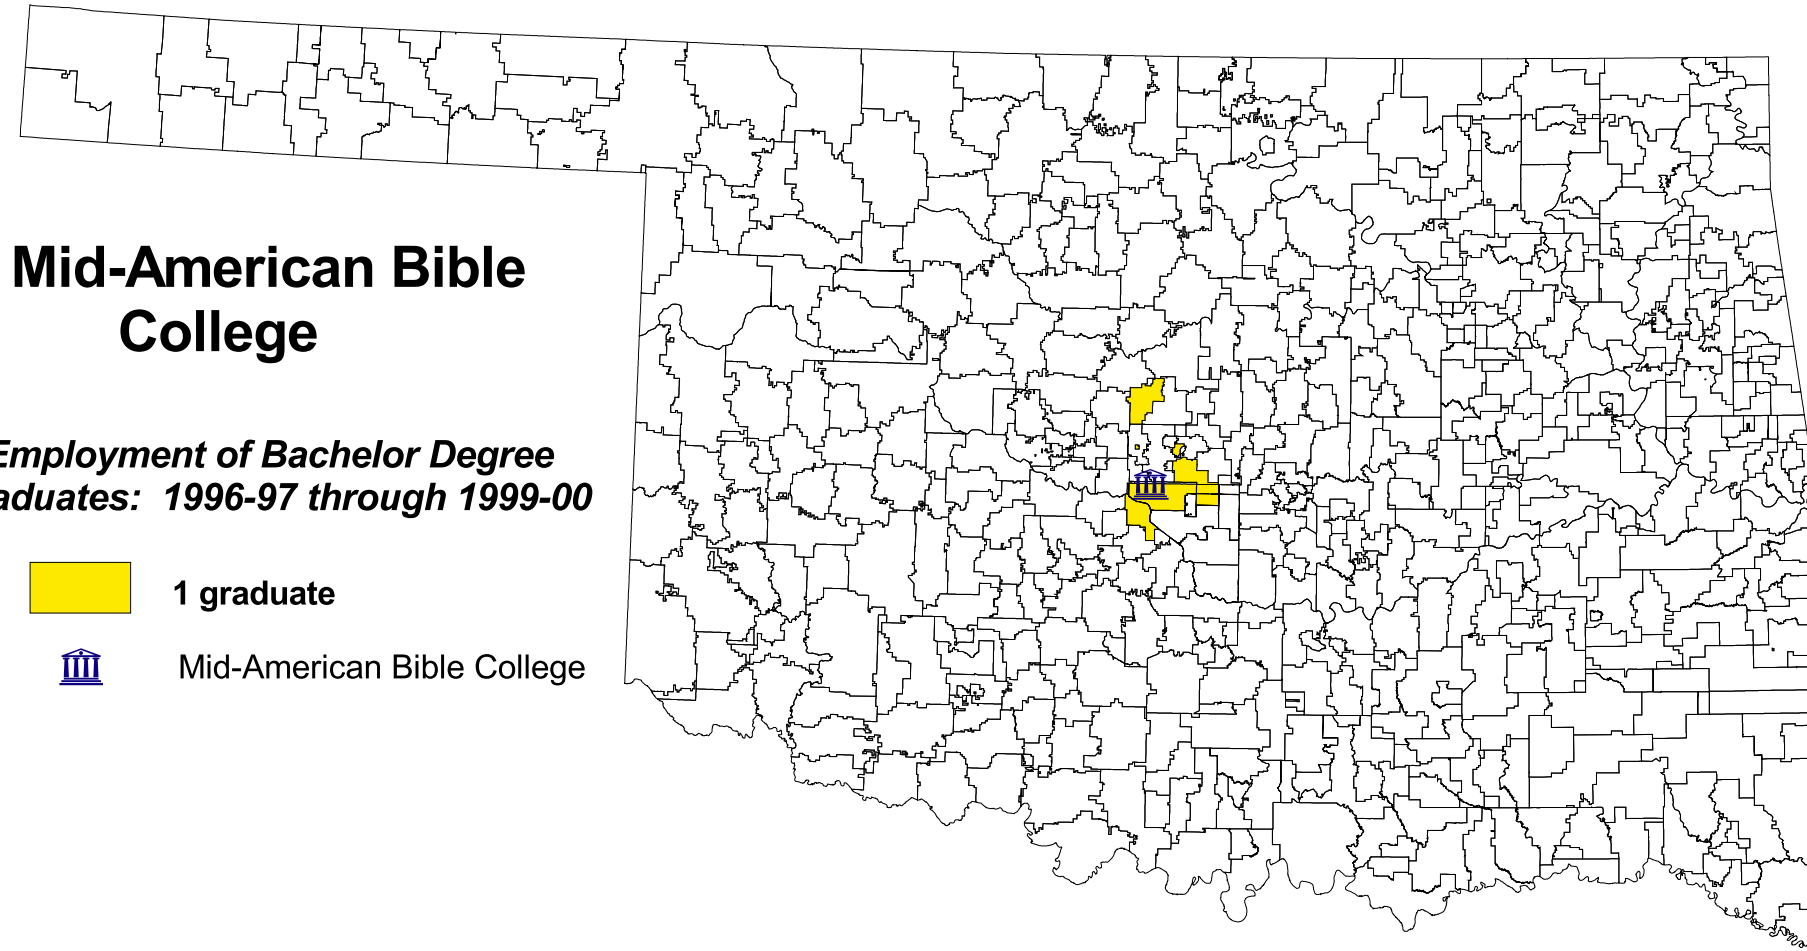 Mid-American Bible
College
Employment of Bachelor Degree
aduates: 1996-97 through 1999-00
1 graduate
Mid-American Bible College